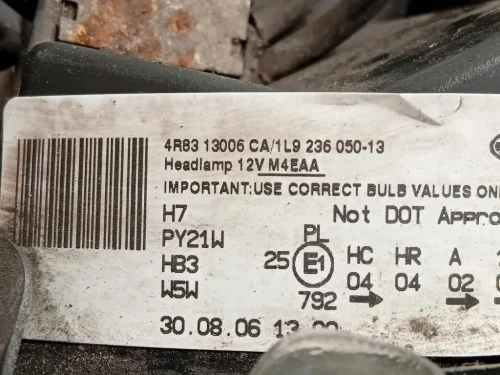 4R83 13006 CA/1L9 236 050-13
Headlamp 12V M4EAA
IMPORTANT:USE CORRECT BULB VALUES
H7 Not DOT
PY21W PL
HB3 25 E1 HC HR A
W5W 792 04 04 02
30.08.06